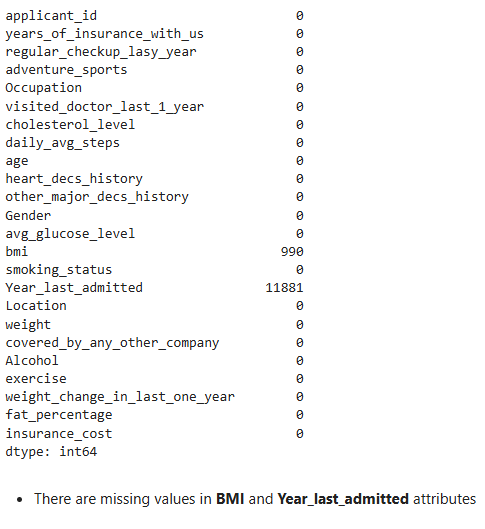 applicant_id 0
years_of_insurance_with_us 0
regular_checkup_lasy_year 0
adventure_sports 0
Occupation 0
visited_doctor_last_1_year 0
cholesterol_level 0
daily_avg_steps 0
age 0
heart_decs_history 0
other_major_decs_history 0
Gender 0
avg_glucose_level 0
bmi 990
smoking_status 0
Year_last_admitted 11881
Location 0
weight 0
covered_by_any_other_company 0
Alcohol 0
exercise 0
weight_change_in_last_one_year 0
fat_percentage 0
insurance_cost 0
dtype: int64
• There are missing values in BMI and Year_last_admitted attributes